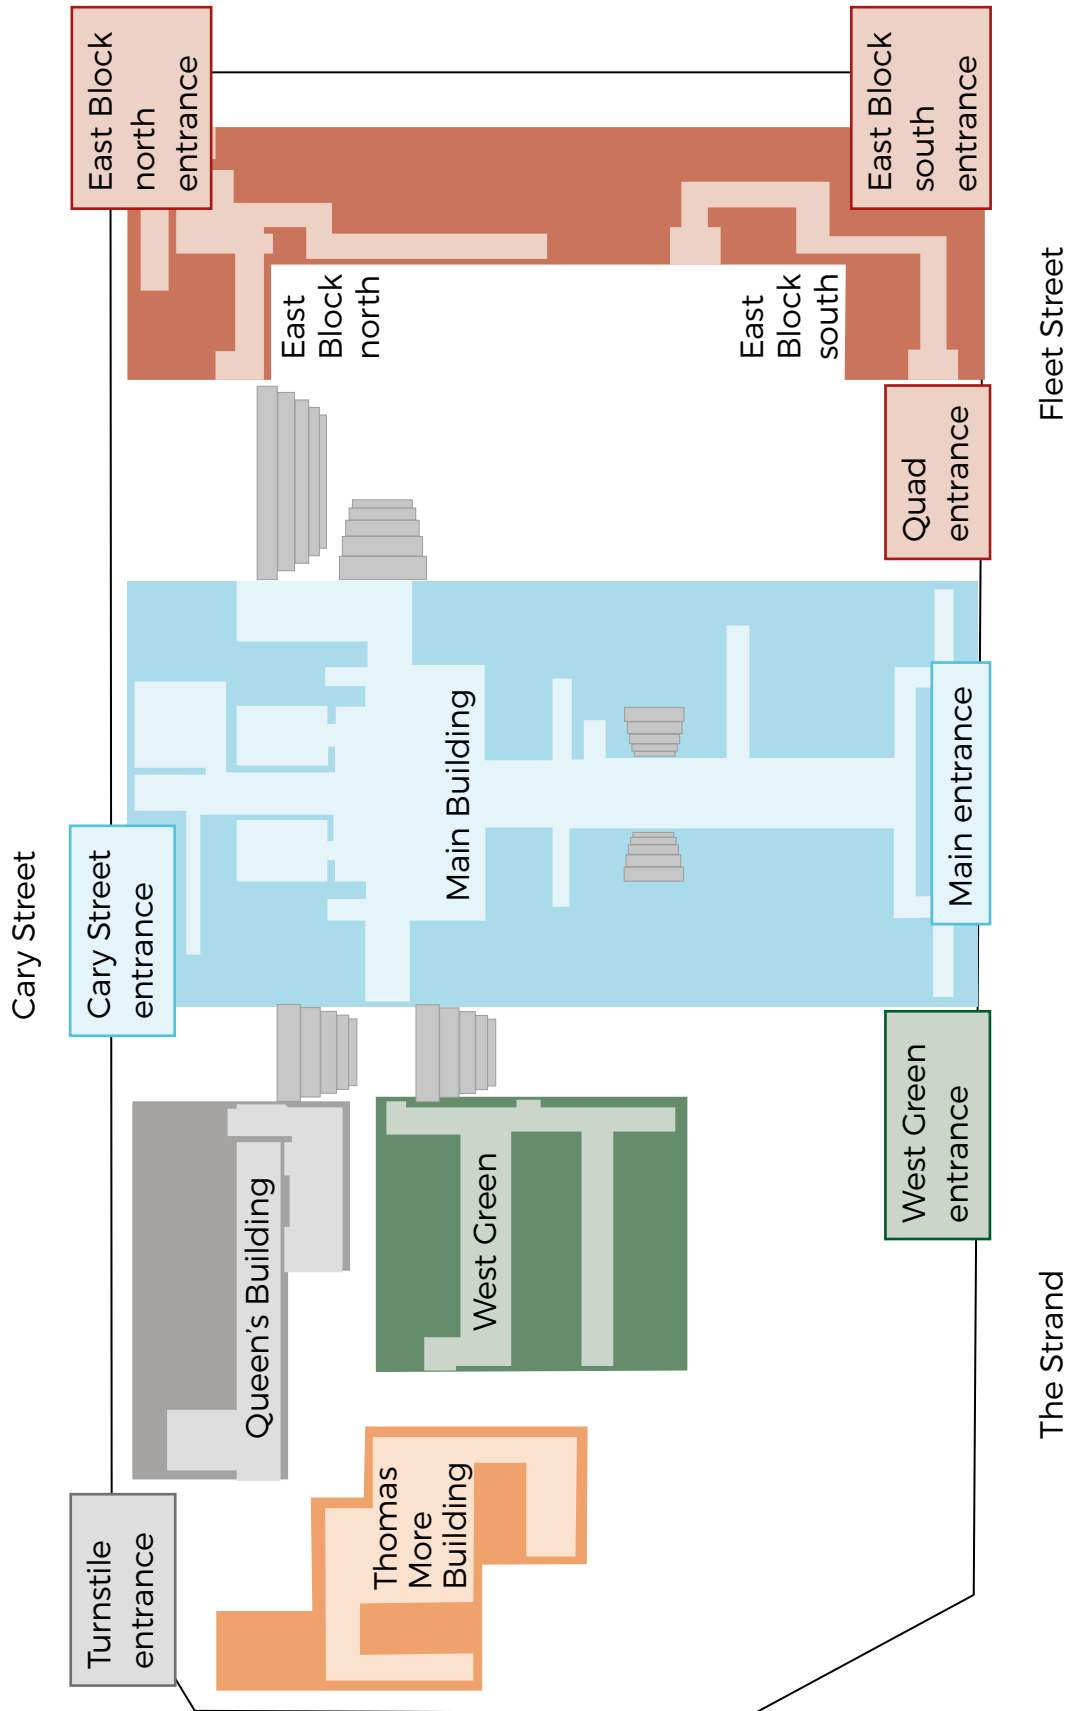 Cary Street
Turnstile
entrance
Cary Street
entrance
East Block
north
entrance
Queen's Building
East
Block
north
Thomas
More
Building
West Green
Main Building
East
Block
south
West Green
entrance
Main entrance
Quad
entrance
East Block
south
entrance
The Strand
Fleet Street